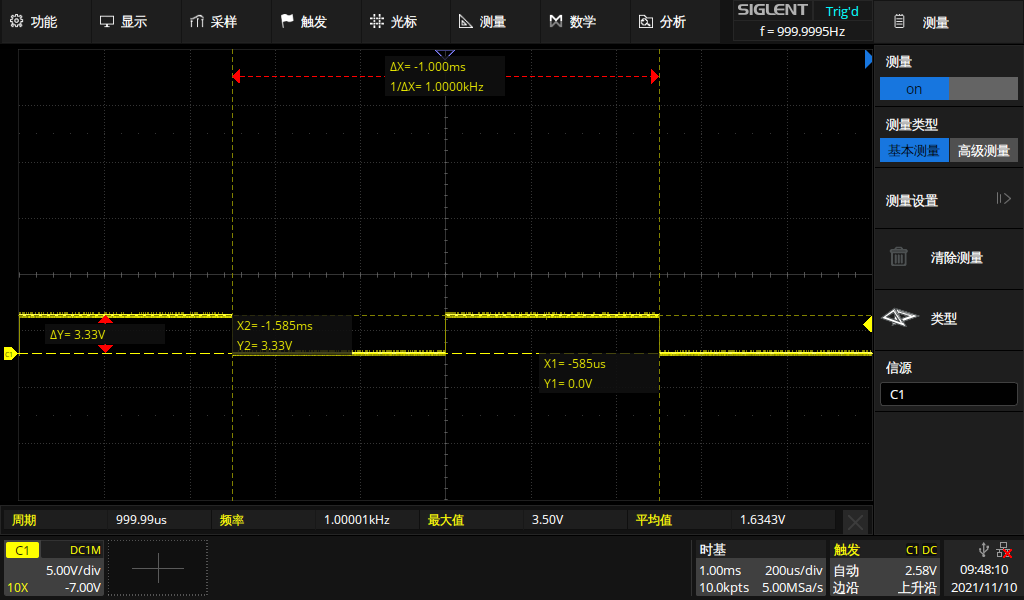 功能 显示 采样 触发 光标 测量 数学 分析 SIGLENT Trig'd
f = 999.9995Hz
测量
测量
on
测量类型
基本测量 高级测量
测量设置
清除测量
类型
信源
C1
ΔX= -1.000ms
1/ΔX= 1.0000kHz
ΔY= 3.33V
X2= -1.585ms
Y2= 3.33V
X1= -585us
Y1= 0.0V
C1
周期 999.99us 频率 1.00001kHz 最大值 3.50V 平均值 1.6343V
C1 DC1M
5.00V/div
10X -7.00V
时基
1.00ms 200us/div
10.0kpts 5.00MSa/s
触发 C1 DC
自动 2.58V
边沿 上升沿
09:48:10
2021/11/10